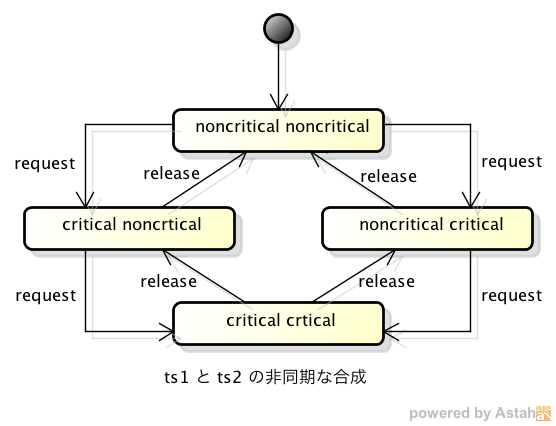 noncritical noncritical
request
release
release
request
critical noncrtical
noncritical critical
request
release
release
request
critical crtical
ts1 と ts2 の非同期な合成
powered by Astah